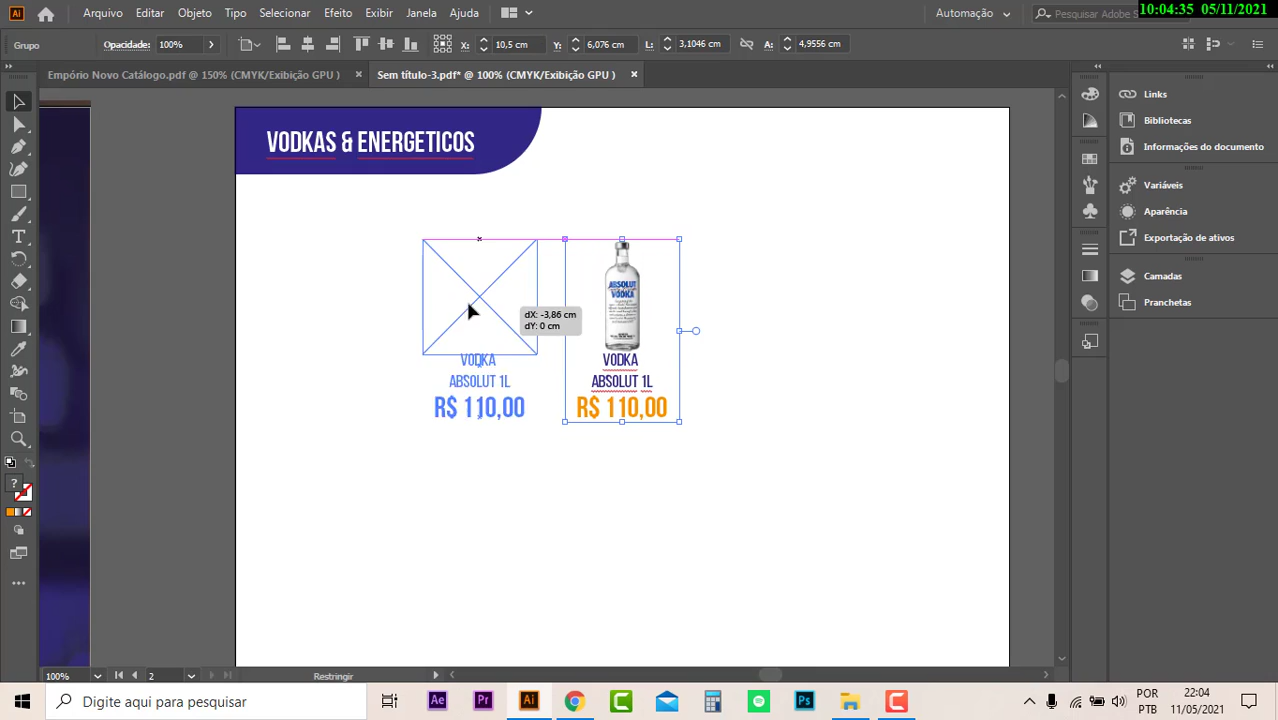 10:04:35 05/11/2021
Arquivo Editar Objeto Tipo Selecionar Efeito Exibir Janela Ajuda Automação Pesquisar Adobe
Grupo Opacidade: 100% X: 10,5 cm Y: 6,076 cm L: 3,1046 cm A: 4,9556 cm
Empório Novo Catálogo.pdf @ 150% (CMYK/Exibição GPU ) × Sem título-3.pdf* @ 100% (CMYK/Exibição GPU ) ×
Links
Bibliotecas
Informações do documento
Variáveis
Aparência
Exportação de ativos
Camadas
Pranchetas
VODKAS & ENERGETICOS
dX: -3,86 cm
dY: 0 cm
ABSOLUT
VODKA
VODKA
ABSOLUT 1L
R$ 110,00
VODKA
ABSOLUT 1L
R$ 110,00
100% 2 Restringir
Digite aqui para pesquisar
Ae Pr Ai Ps
POR
PTB
22:04
11/05/2021